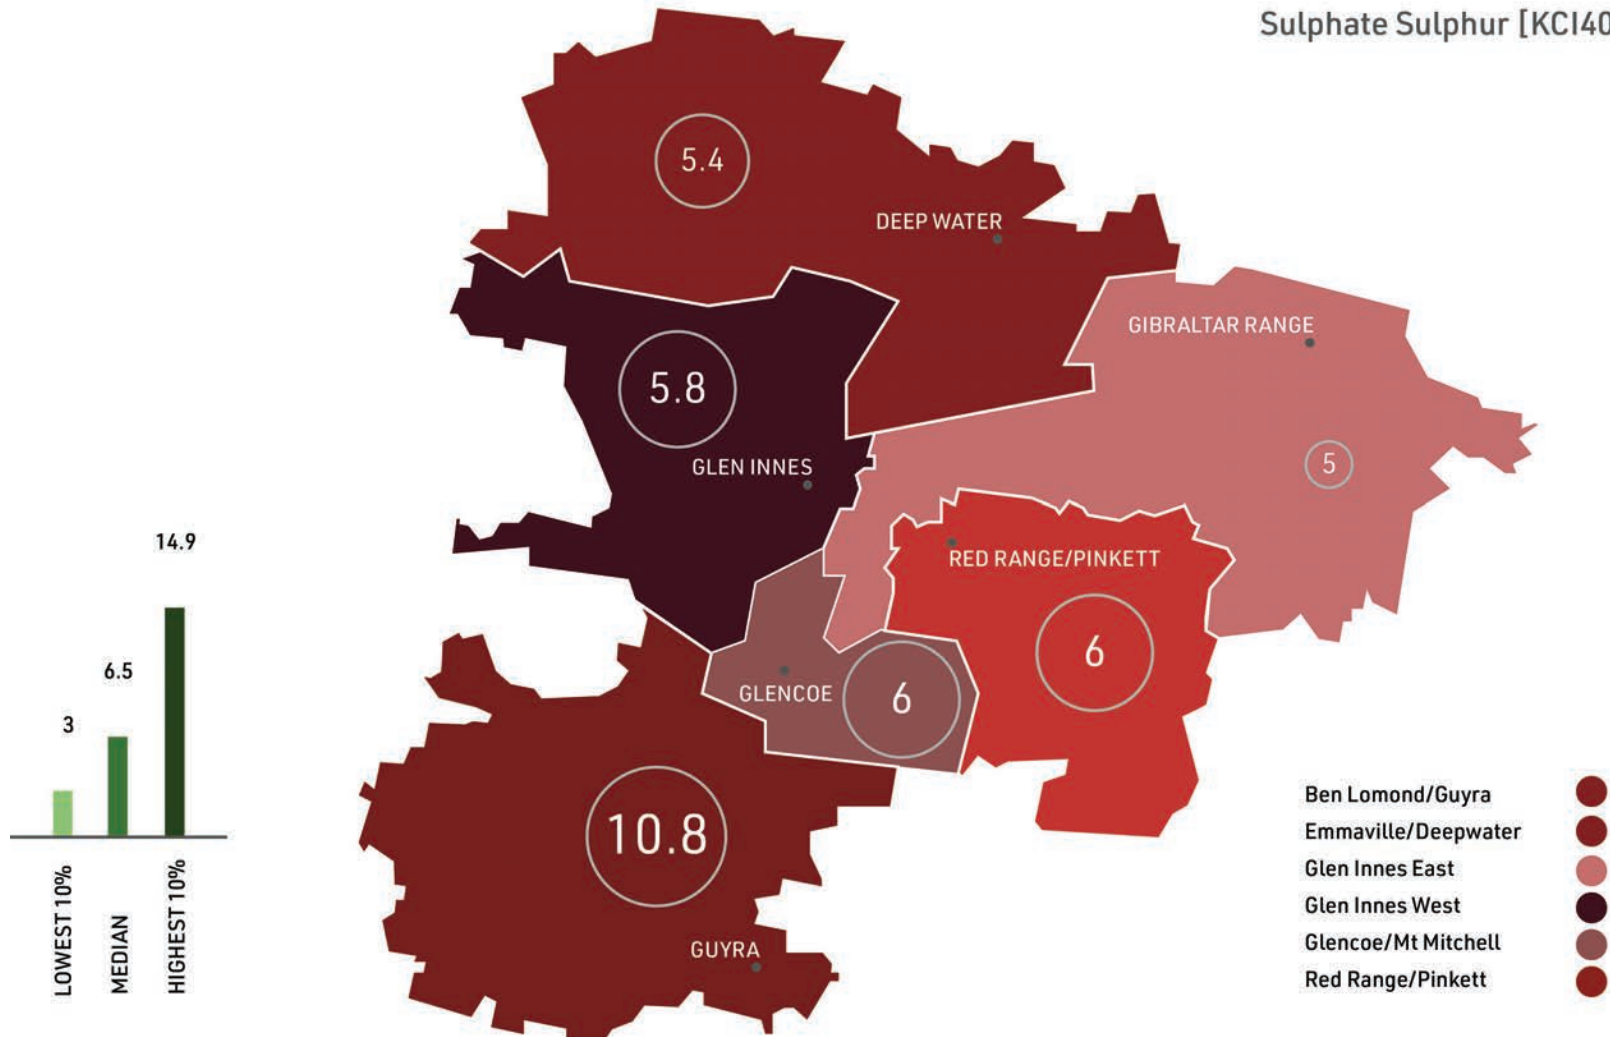 Sulphate Sulphur [KCI40
5.4
DEEP WATER
GIBRALTAR RANGE
5.8
GLEN INNES
5
RED RANGE/PINKETT
6
GLENCOE
6
10.8
GUYRA
14.9
6.5
3
LOWEST 10%
MEDIAN
HIGHEST 10%
Ben Lomond/Guyra
Emmaville/Deepwater
Glen Innes East
Glen Innes West
Glencoe/Mt Mitchell
Red Range/Pinkett